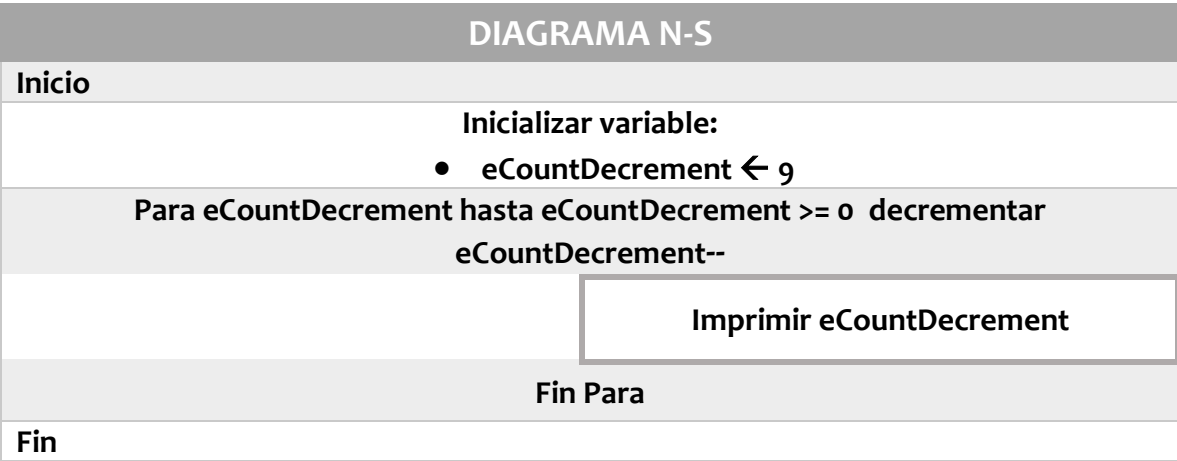 DIAGRAMA N-S
Inicio
Inicializar variable:
• eCountDecrement ← 9
Para eCountDecrement hasta eCountDecrement >= 0 decrementar
eCountDecrement--
Imprimir eCountDecrement
Fin Para
Fin